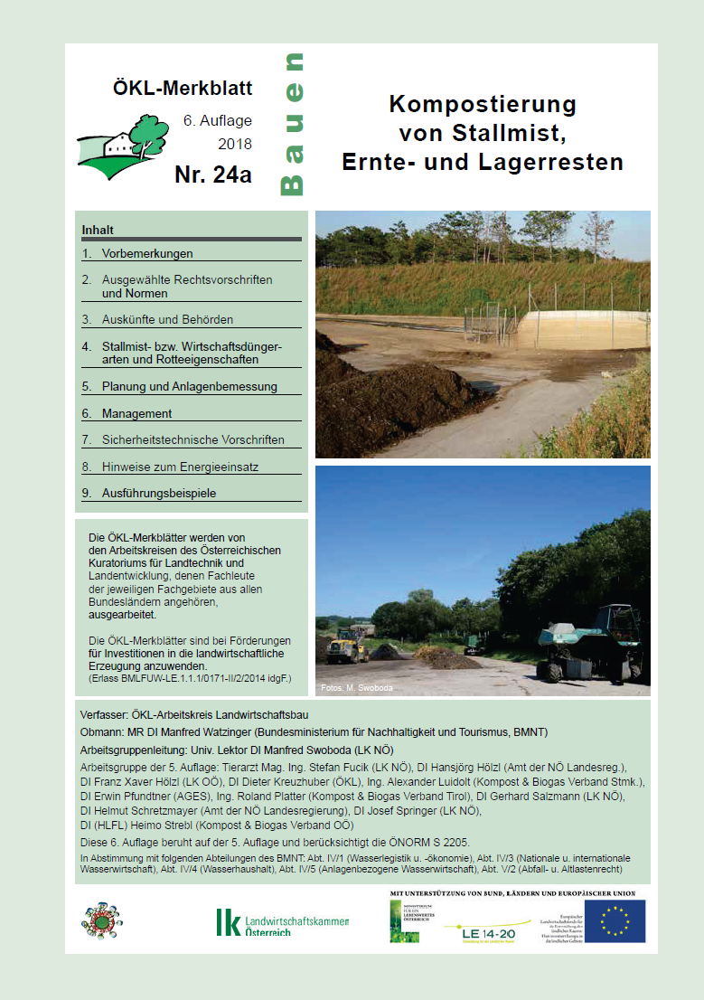 ÖKL-Merkblatt
6. Auflage
2018
Nr. 24a
Bauen
Kompostierung
von Stallmist,
Ernte- und Lagerresten
Inhalt
1. Vorbemerkungen
2. Ausgewählte Rechtsvorschriften
und Normen
3. Auskünfte und Behörden
4. Stallmist- bzw. Wirtschaftsdünger-
arten und Rotteeigenschaften
5. Planung und Anlagenbemessung
6. Management
7. Sicherheitstechnische Vorschriften
8. Hinweise zum Energieeinsatz
9. Ausführungsbeispiele
Die ÖKL-Merkblätter werden von
den Arbeitskreisen des Österreichischen
Kuratoriums für Landtechnik und
Landentwicklung, denen Fachleute
der jeweiligen Fachgebiete aus allen
Bundesländern angehören,
ausgearbeitet.
Die ÖKL-Merkblätter sind bei Förderungen
für Investitionen in die landwirtschaftliche
Erzeugung anzuwenden.
(Erlass BMLFUW-LE.1.1.1/0171-II/2/2014 idgF.)
Fotos: M. Swoboda
Verfasser: ÖKL-Arbeitskreis Landwirtschaftsbau
Obmann: MR DI Manfred Watzinger (Bundesministerium für Nachhaltigkeit und Tourismus, BMNT)
Arbeitsgruppenleitung: Univ. Lektor DI Manfred Swoboda (LK NÖ)
Arbeitsgruppe der 5. Auflage: Tierarzt Mag. Ing. Stefan Fucik (LK NÖ), DI Hansjörg Hölzl (Amt der NÖ Landesreg.),
DI Franz Xaver Hölzl (LK OÖ), DI Dieter Kreuzhuber (ÖKL), Ing. Alexander Luidolt (Kompost & Biogas Verband Stmk.),
DI Erwin Pfundtner (AGES), Ing. Roland Platter (Kompost & Biogas Verband Tirol), DI Gerhard Salzmann (LK NÖ),
DI Helmut Schretzmayer (Amt der NÖ Landesregierung), DI Josef Springer (LK NÖ),
DI (HLFL) Heimo Strebl (Kompost & Biogas Verband OÖ)
Diese 6. Auflage beruht auf der 5. Auflage und berücksichtigt die ÖNORM S 2205.
In Abstimmung mit folgenden Abteilungen des BMNT: Abt. IV/1 (Wasserlegistik u. -ökonomie), Abt. IV/3 (Nationale u. internationale
Wasserwirtschaft), Abt. IV/4 (Wasserhaushalt), Abt. IV/5 (Anlagenbezogene Wasserwirtschaft), Abt. V/2 (Abfall- u. Altlastenrecht)
MIT UNTERSTÜTZUNG VON BUND, LÄNDERN UND EUROPÄISCHER UNION
lk Landwirtschaftskammer
Österreich
MINISTERIUM
FÜR EIN
LEBENSWERTES
ÖSTERREICH
LE 14-20
Europäischer
Landwirtschaftsfonds für
die Entwicklung des
ländlichen Raums:
Hier investiert Europa in
die ländlichen Gebiete